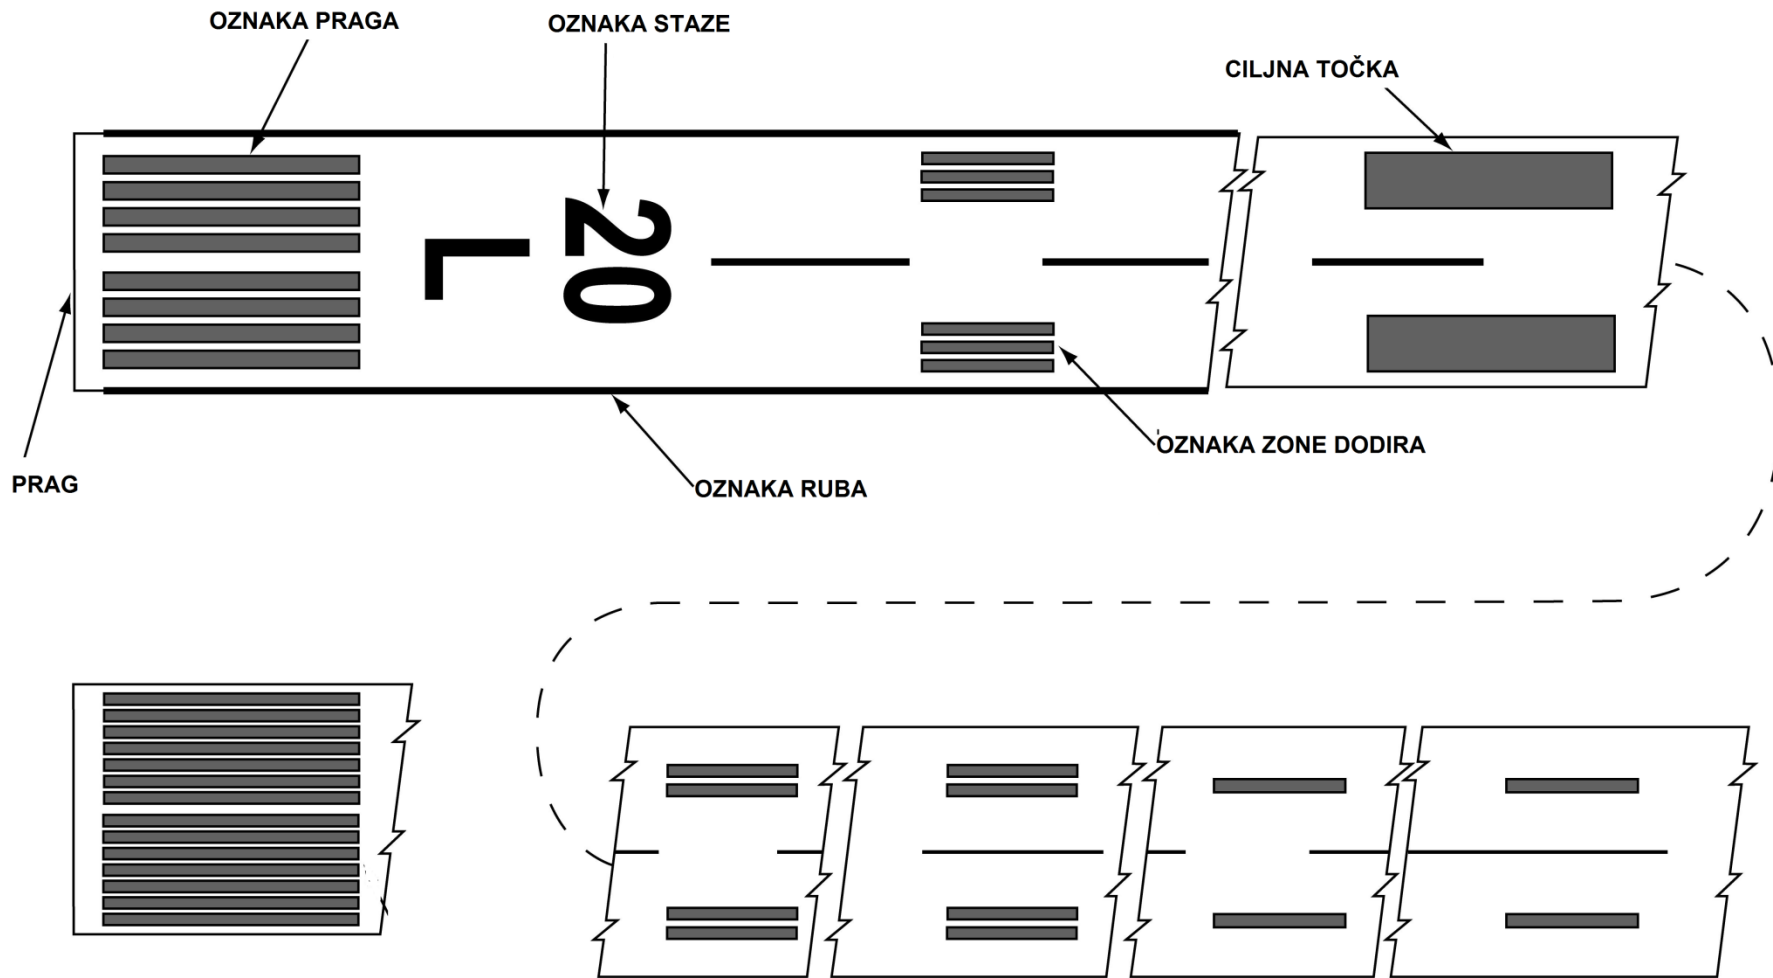 OZNAKA PRAGA
OZNAKA STAZE
CILJNA TOČKA
20
L
OZNAKA ZONE DODIRA
PRAG
OZNAKA RUBA